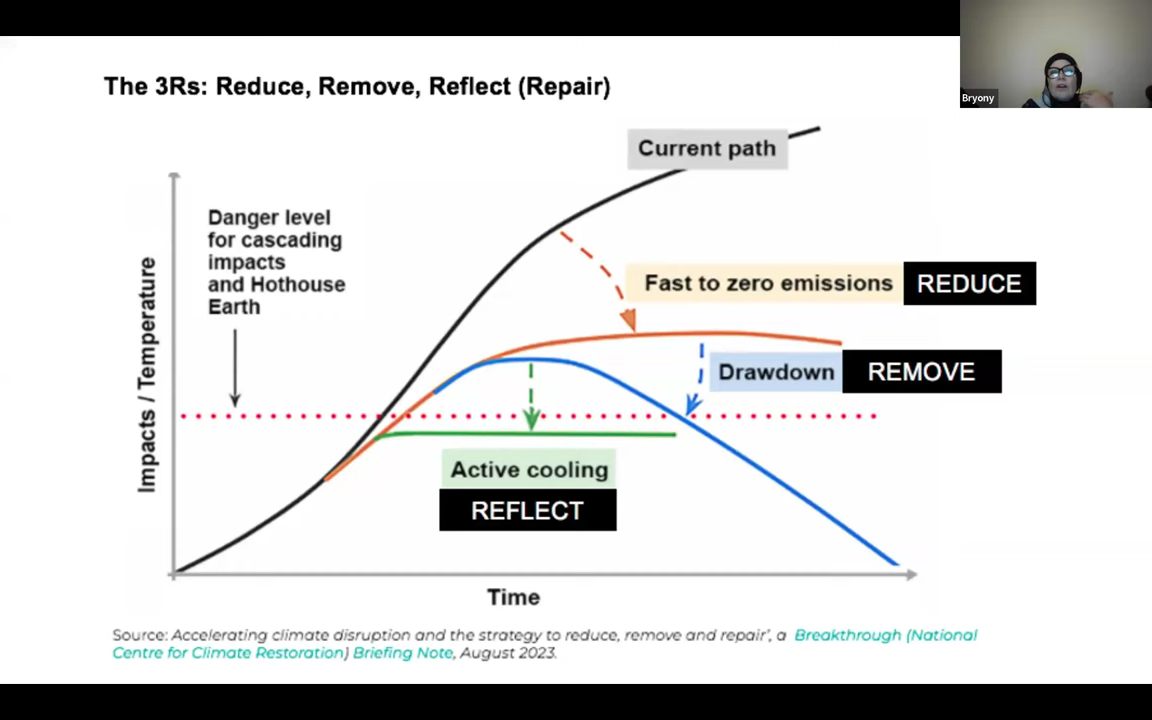 The 3Rs: Reduce, Remove, Reflect (Repair)
Bryony
Current path
Danger level
for cascading
impacts
and Hothouse
Earth
Fast to zero emissions
REDUCE
Drawdown
REMOVE
Active cooling
REFLECT
Impacts / Temperature
Time
Source: Accelerating climate disruption and the strategy to reduce, remove and repair’, a Breakthrough (National
Centre for Climate Restoration) Briefing Note, August 2023.